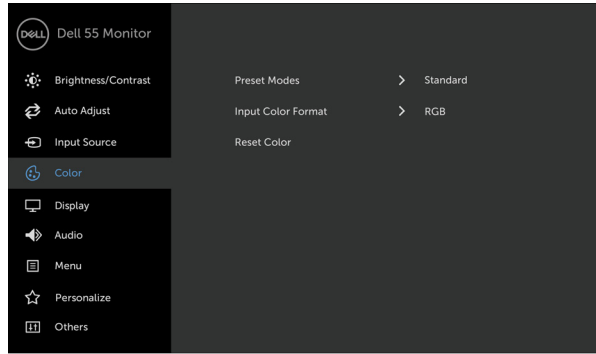 DELL Dell 55 Monitor
Brightness/Contrast
Auto Adjust
Input Source
Color
Display
Audio
Menu
Personalize
Others
Preset Modes Standard
Input Color Format RGB
Reset Color